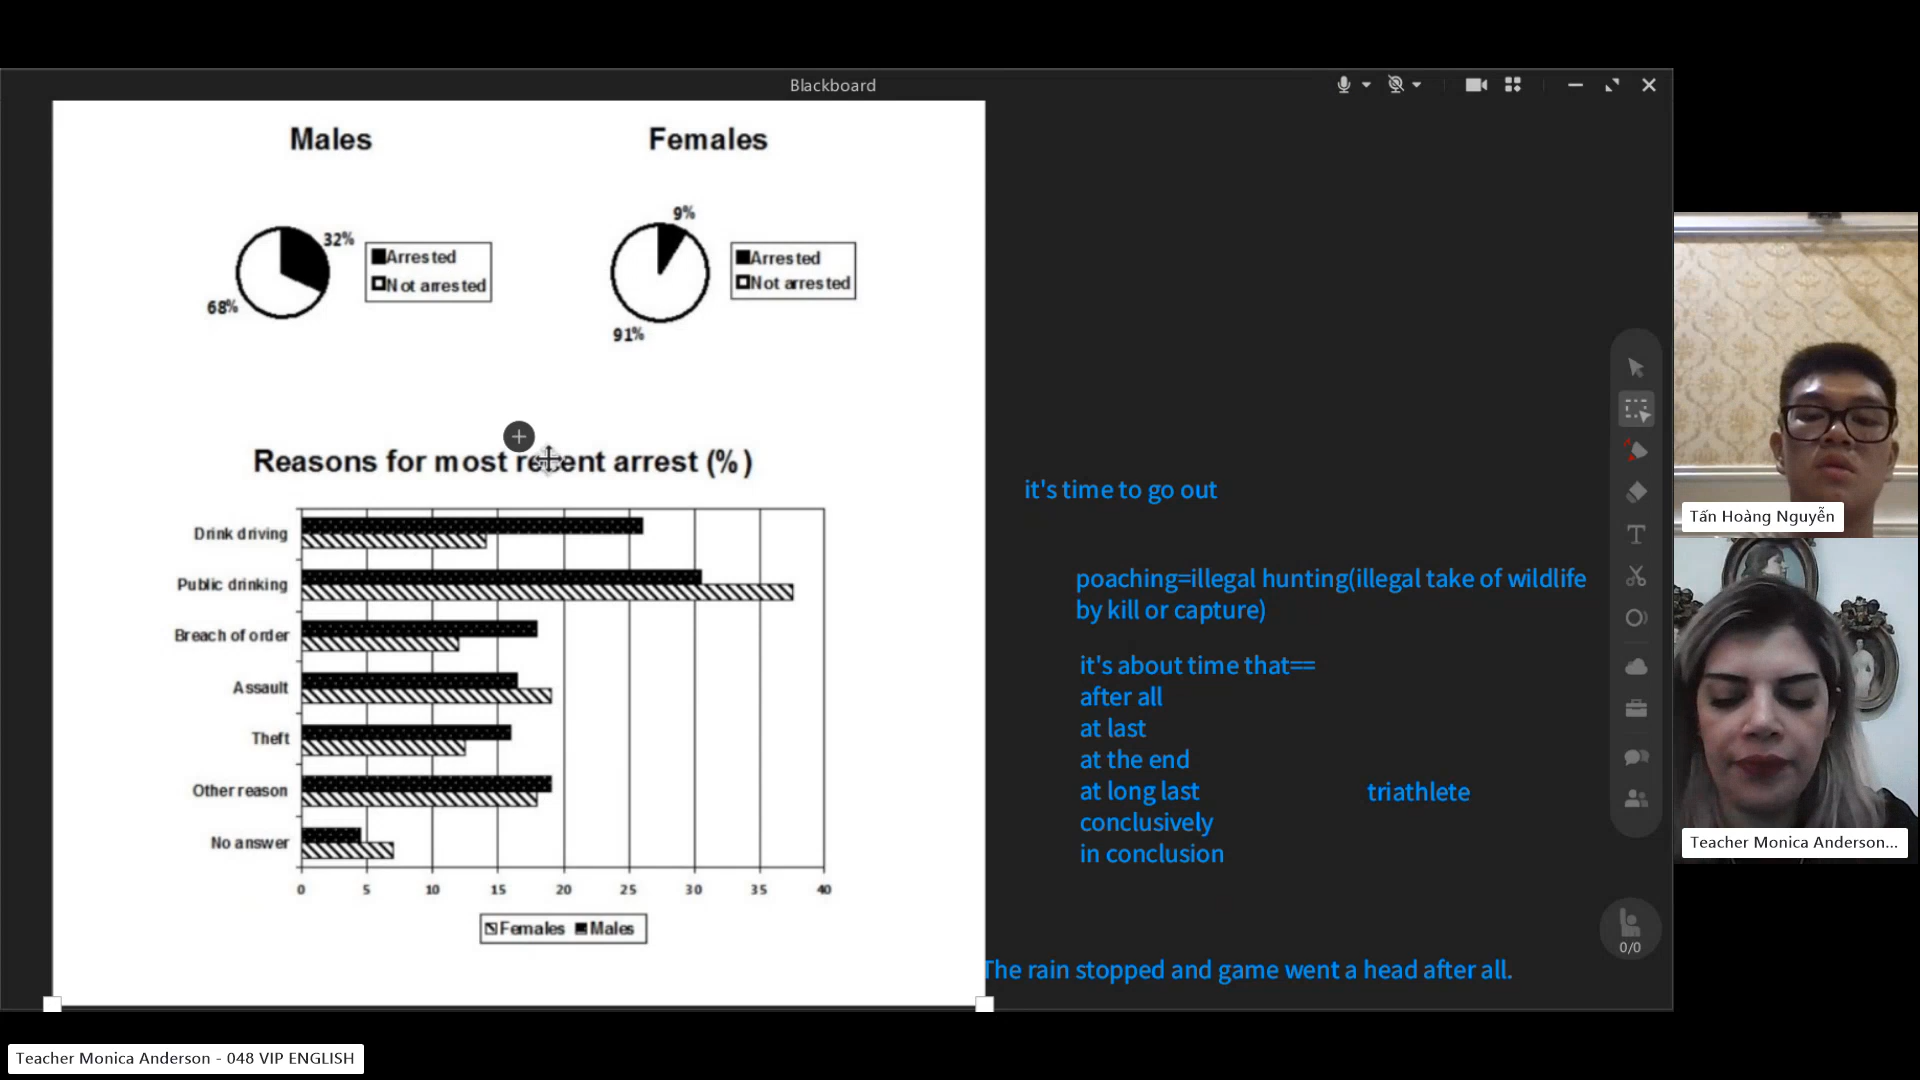 Blackboard
Males
Females
32%
68%
Arrested
Not arrested
9%
91%
Arrested
Not arrested
Reasons for most recent arrest (%)
Drink driving
Public drinking
Breach of order
Assault
Theft
Other reason
No answer
0 5 10 15 20 25 30 35 40
Females Males
it's time to go out
poaching=illegal hunting(illegal take of wildlife
by kill or capture)
it's about time that==
after all
at last
at the end
at long last
conclusively
in conclusion
triathlete
The rain stopped and game went a head after all.
0/0
Tấn Hoàng Nguyễn
Teacher Monica Anderson...
Teacher Monica Anderson - 048 VIP ENGLISH